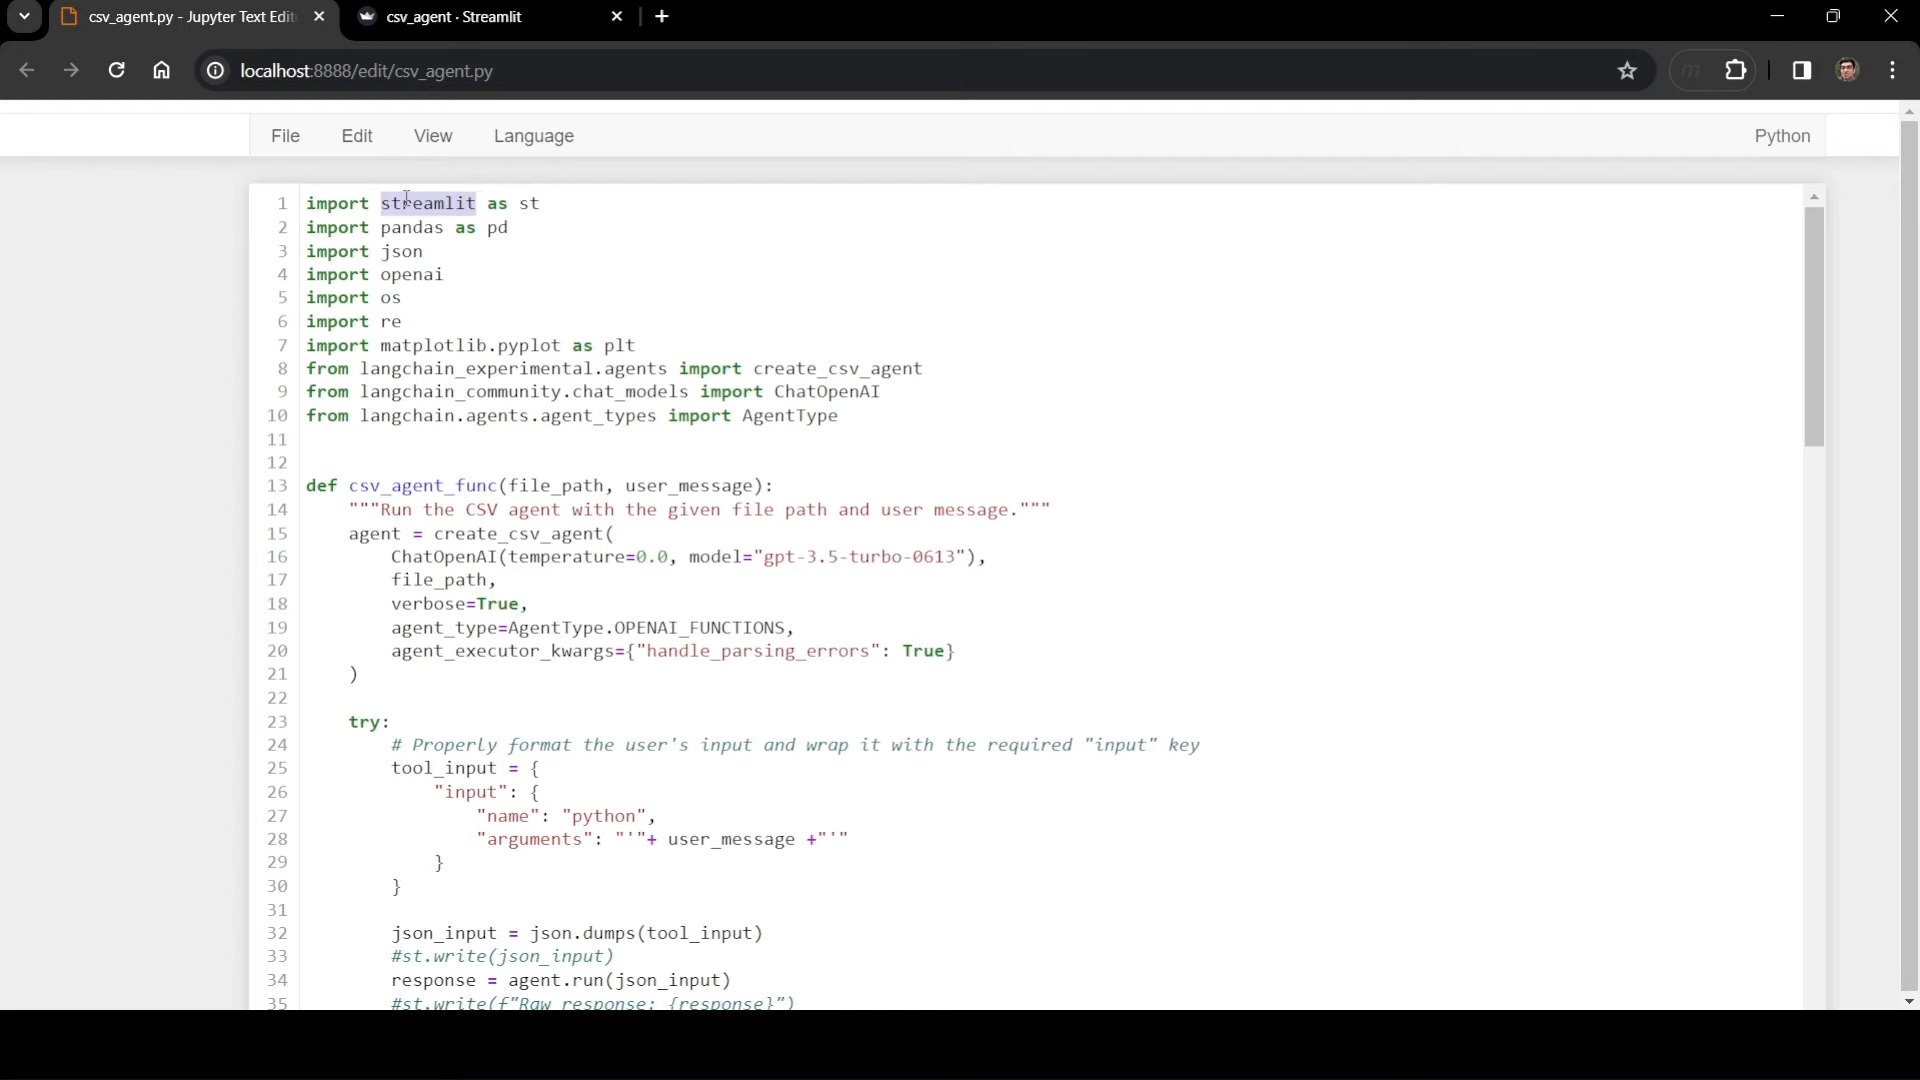 csv_agent.py - Jupyter Text Edit
csv_agent · Streamlit
localhost:8888/edit/csv_agent.py
File Edit View Language Python
1 import streamlit as st
2 import pandas as pd
3 import json
4 import openai
5 import os
6 import re
7 import matplotlib.pyplot as plt
8 from langchain_experimental.agents import create_csv_agent
9 from langchain_community.chat_models import ChatOpenAI
10 from langchain.agents.agent_types import AgentType
11
12
13 def csv_agent_func(file_path, user_message):
14     """Run the CSV agent with the given file path and user message."""
15     agent = create_csv_agent(
16         ChatOpenAI(temperature=0.0, model="gpt-3.5-turbo-0613"),
17         file_path,
18         verbose=True,
19         agent_type=AgentType.OPENAI_FUNCTIONS,
20         agent_executor_kwargs={"handle_parsing_errors": True}
21     )
22
23     try:
24         # Properly format the user's input and wrap it with the required "input" key
25         tool_input = {
26             "input": {
27                 "name": "python",
28                 "arguments": "'"+ user_message +"'"
29             }
30         }
31
32         json_input = json.dumps(tool_input)
33         #st.write(json_input)
34         response = agent.run(json_input)
35         #st.write(f"Raw response: {response}")